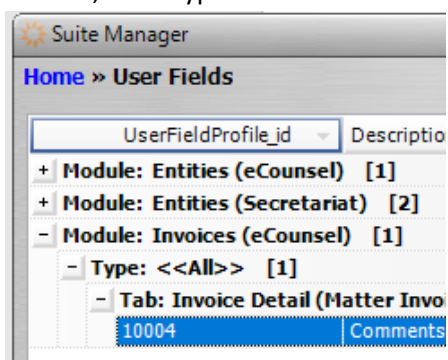 Suite Manager
Home » User Fields
UserFieldProfile_id Descriptio
+ Module: Entities (eCounsel) [1]
+ Module: Entities (Secretariat) [2]
− Module: Invoices (eCounsel) [1]
− Type: <<All>> [1]
− Tab: Invoice Detail (Matter Invoi
10004 Comments